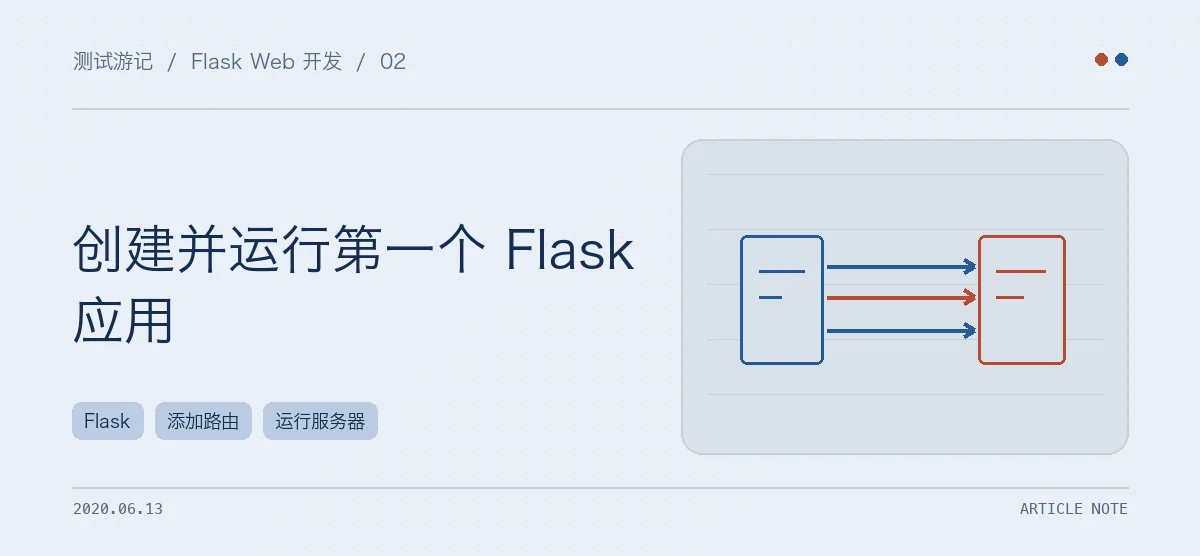 测试游记 / Flask Web 开发 / 02
创建并运行第一个 Flask
应用
Flask 添加路由 运行服务器
2020.06.13 ARTICLE NOTE